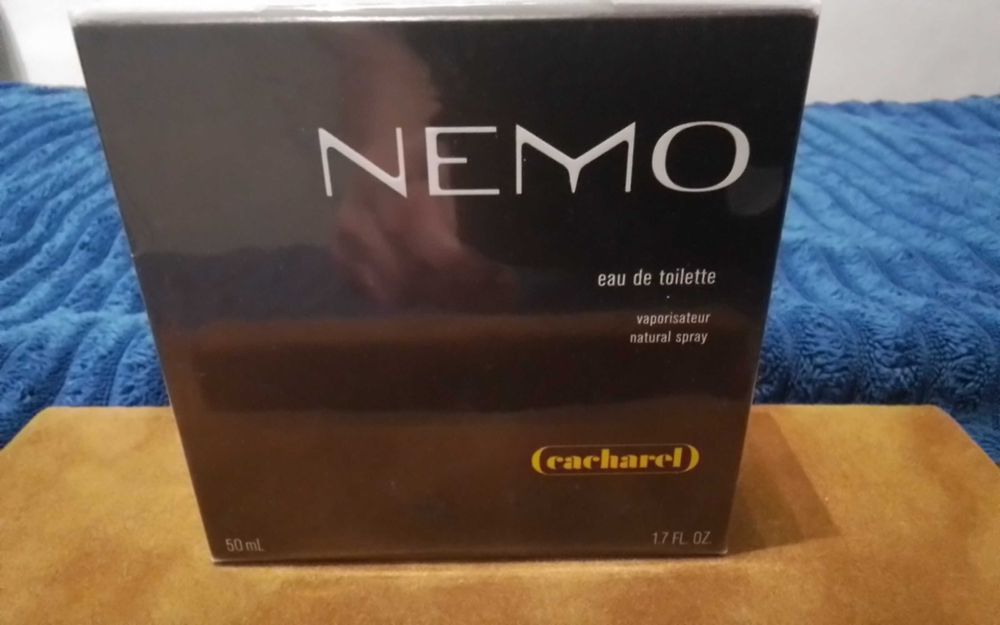 NEMO
eau de toilette
vaporisateur
natural spray
cacharel
50 mL
1.7 FL. OZ.